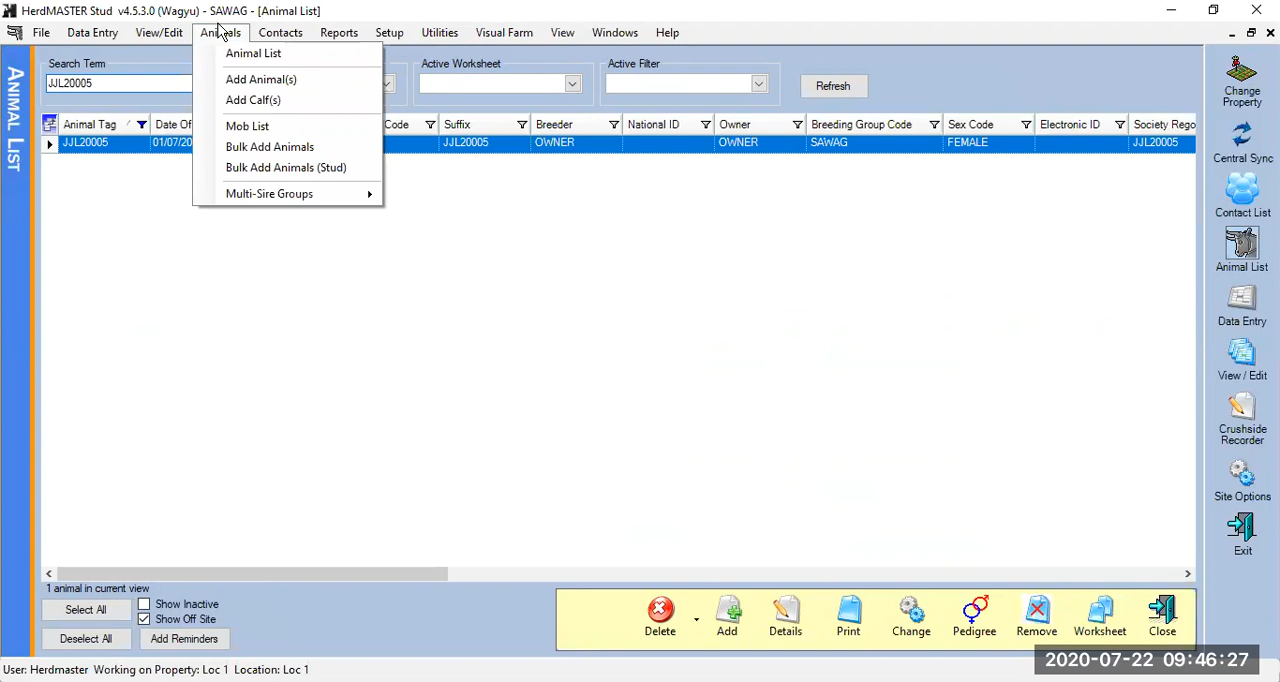 HerdMASTER Stud v4.5.3.0 (Wagyu) - SAWAG - [Animal List]
File Data Entry View/Edit Animals Contacts Reports Setup Utilities Visual Farm View Windows Help
ANIMAL LIST
Search Term
JJL20005
Active Worksheet
Active Filter
Refresh
Animal List
Add Animal(s)
Add Calf(s)
Mob List
Bulk Add Animals
Bulk Add Animals (Stud)
Multi-Sire Groups
Animal Tag Date Of Code Suffix Breeder National ID Owner Breeding Group Code Sex Code Electronic ID Society Rego
JJL20005 01/07/20 JJL20005 OWNER OWNER SAWAG FEMALE JJL20005
Change Property
Central Sync
Contact List
Animal List
Data Entry
View / Edit
Crushside Recorder
Site Options
Exit
1 animal in current view
Select All
Show Inactive
Show Off Site
Deselect All
Add Reminders
Delete Add Details Print Change Pedigree Remove Worksheet Close
User: Herdmaster Working on Property: Loc 1 Location: Loc 1
2020-07-22 09:46:27